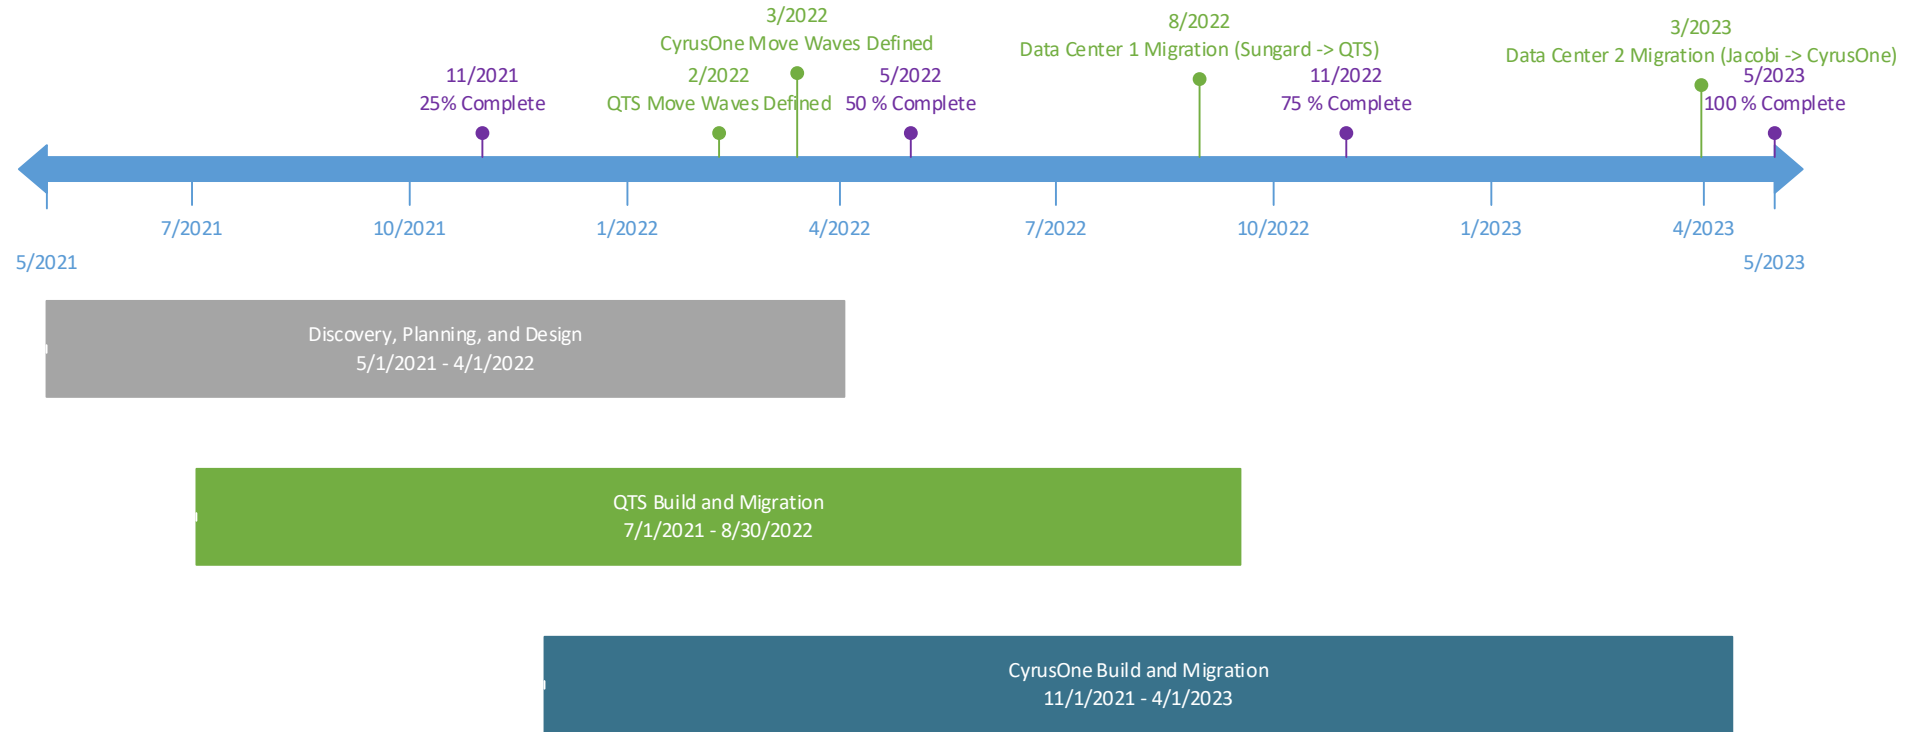 3/2022
CyrusOne Move Waves Defined
8/2022
Data Center 1 Migration (Sungard -> QTS)
3/2023
Data Center 2 Migration (Jacobi -> CyrusOne)
11/2021
25% Complete
2/2022
QTS Move Waves Defined
5/2022
50 % Complete
11/2022
75 % Complete
5/2023
100 % Complete
7/2021
10/2021
1/2022
4/2022
7/2022
10/2022
1/2023
4/2023
5/2021
5/2023
Discovery, Planning, and Design
5/1/2021 - 4/1/2022
QTS Build and Migration
7/1/2021 - 8/30/2022
CyrusOne Build and Migration
11/1/2021 - 4/1/2023